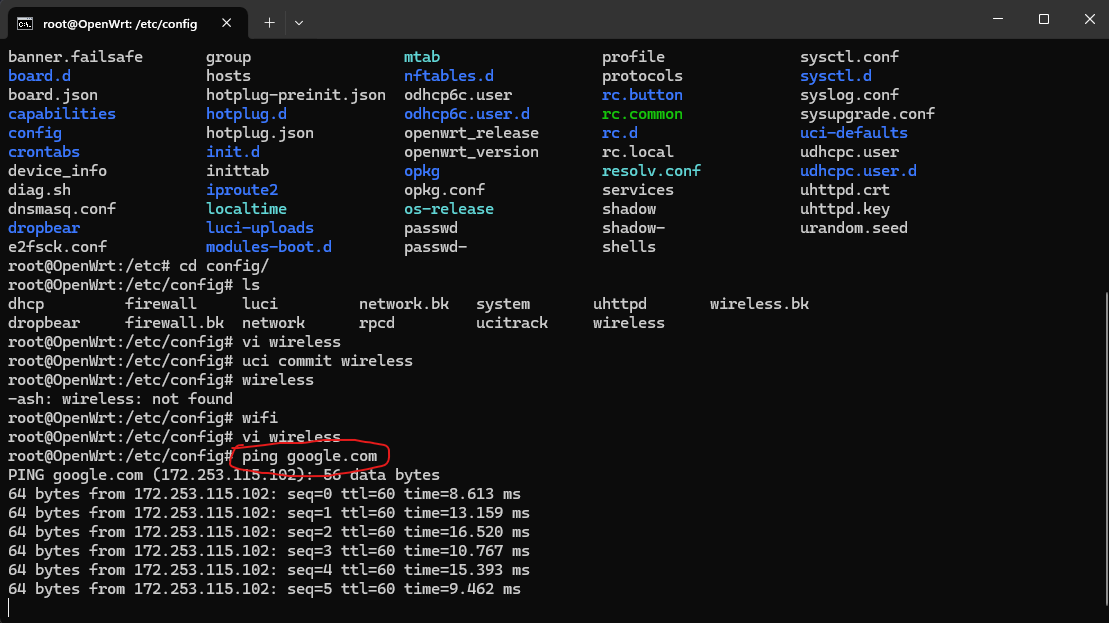 root@OpenWrt: /etc/config
banner.failsafe group mtab profile sysctl.conf
board.d hosts nftables.d protocols sysctl.d
board.json hotplug-preinit.json odhcp6c.user rc.button syslog.conf
capabilities hotplug.d odhcp6c.user.d rc.common sysupgrade.conf
config hotplug.json openwrt_release rc.d uci-defaults
crontabs init.d openwrt_version rc.local udhcpc.user
device_info inittab opkg resolv.conf udhcpc.user.d
diag.sh iproute2 opkg.conf services uhttpd.crt
dnsmasq.conf localtime os-release shadow uhttpd.key
dropbear luci-uploads passwd shadow- urandom.seed
e2fsck.conf modules-boot.d passwd- shells
root@OpenWrt:/etc# cd config/
root@OpenWrt:/etc/config# ls
dhcp firewall luci network.bk system uhttpd wireless.bk
dropbear firewall.bk network rpcd ucitrack wireless
root@OpenWrt:/etc/config# vi wireless
root@OpenWrt:/etc/config# uci commit wireless
root@OpenWrt:/etc/config# wireless
-ash: wireless: not found
root@OpenWrt:/etc/config# wifi
root@OpenWrt:/etc/config# vi wireless
root@OpenWrt:/etc/config# ping google.com
PING google.com (172.253.115.102): 56 data bytes
64 bytes from 172.253.115.102: seq=0 ttl=60 time=8.613 ms
64 bytes from 172.253.115.102: seq=1 ttl=60 time=13.159 ms
64 bytes from 172.253.115.102: seq=2 ttl=60 time=16.520 ms
64 bytes from 172.253.115.102: seq=3 ttl=60 time=10.767 ms
64 bytes from 172.253.115.102: seq=4 ttl=60 time=15.393 ms
64 bytes from 172.253.115.102: seq=5 ttl=60 time=9.462 ms